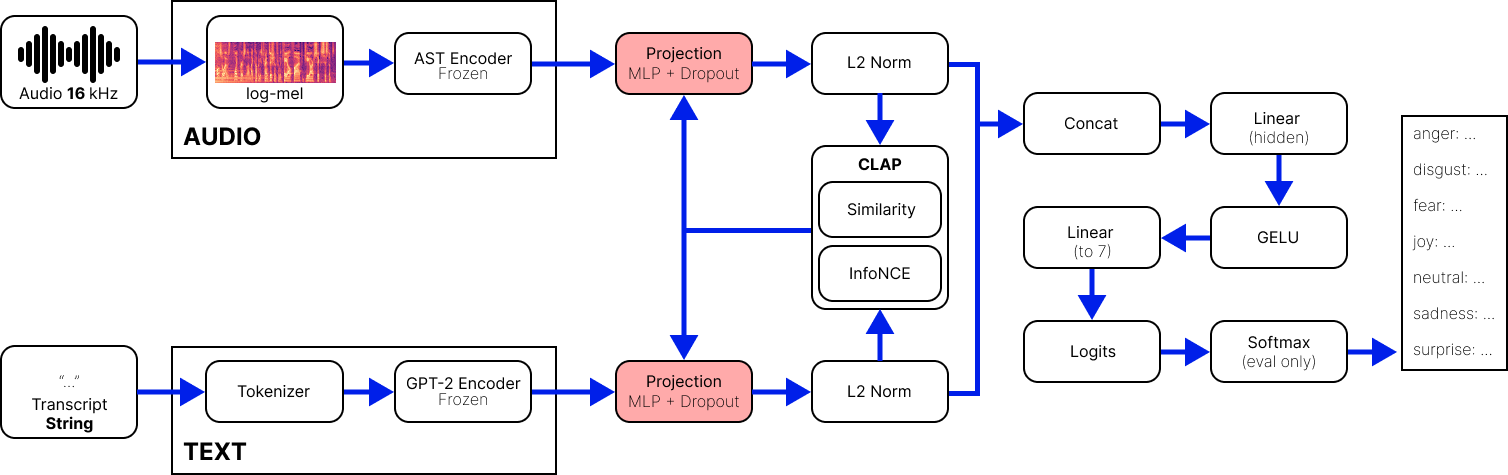 Audio 16 kHz
log-mel
AST Encoder
Frozen
AUDIO
Projection
MLP + Dropout
L2 Norm
CLAP
Similarity
InfoNCE
“...”
Transcript
String
Tokenizer
GPT-2 Encoder
Frozen
TEXT
Projection
MLP + Dropout
L2 Norm
Concat
Linear
(hidden)
GELU
Linear
(to 7)
Logits
Softmax
(eval only)
anger: ...
disgust: ...
fear: ...
joy: ...
neutral: ...
sadness: ...
surprise: ...